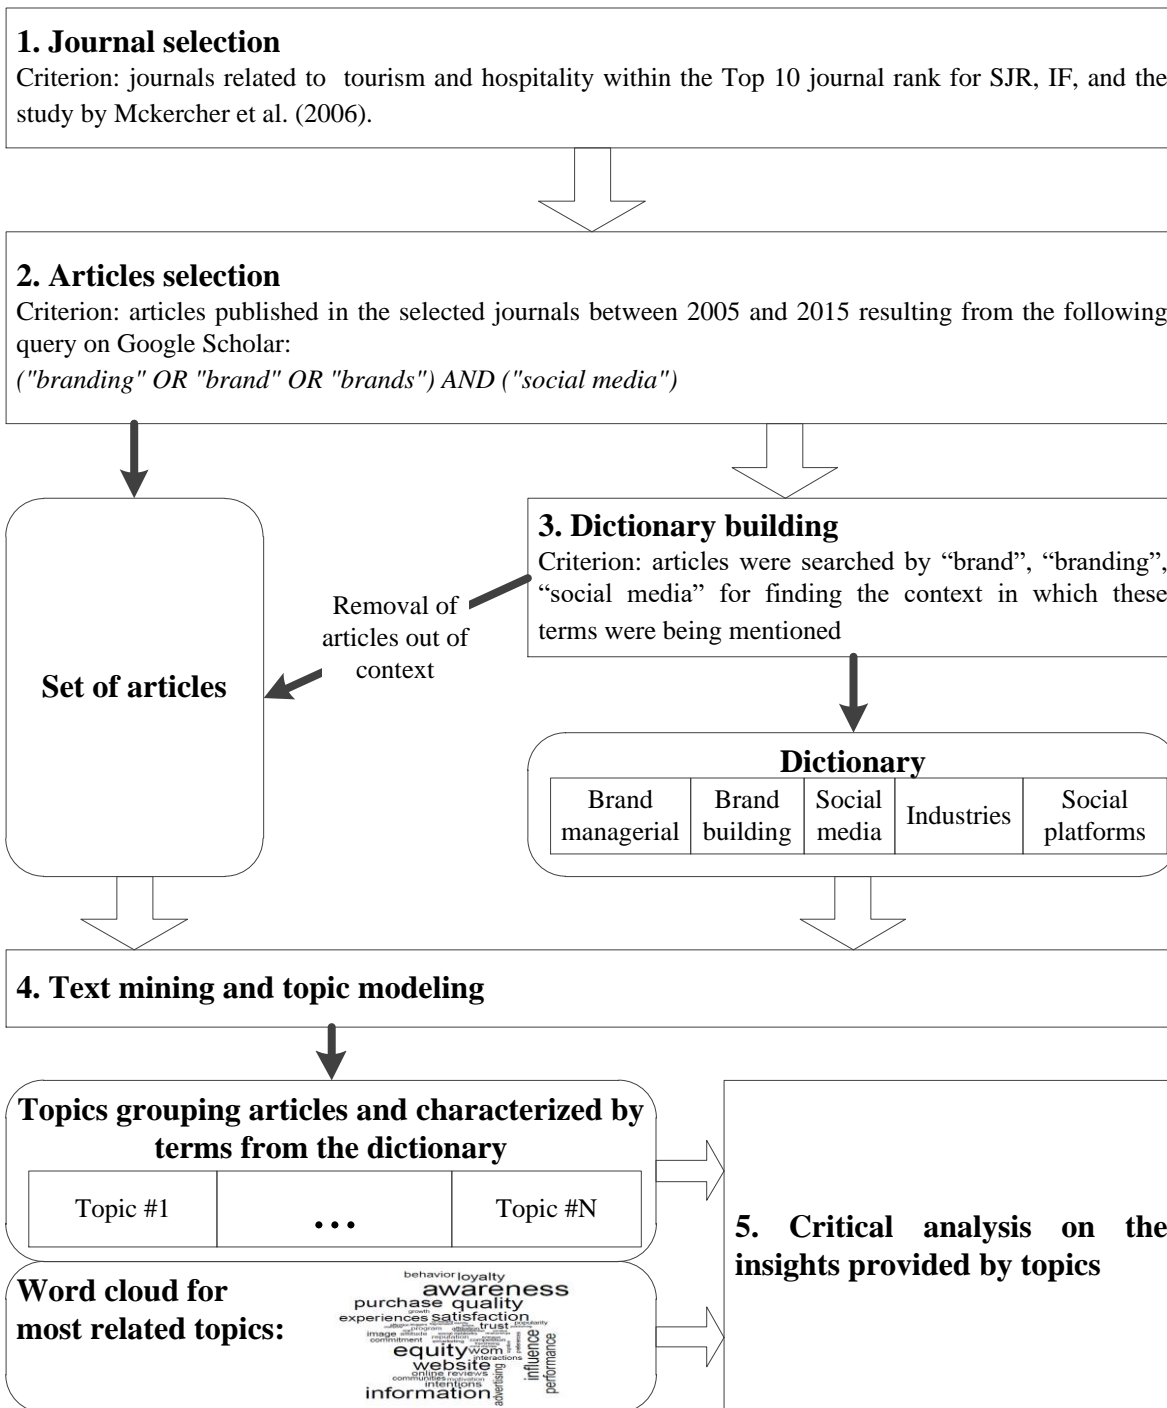 1. Journal selection
Criterion: journals related to tourism and hospitality within the Top 10 journal rank for SJR, IF, and the
study by Mckercher et al. (2006).
2. Articles selection
Criterion: articles published in the selected journals between 2005 and 2015 resulting from the following
query on Google Scholar:
("branding" OR "brand" OR "brands") AND ("social media")
3. Dictionary building
Criterion: articles were searched by “brand”, “branding”,
“social media” for finding the context in which these
terms were being mentioned
Removal of
articles out of
context
Set of articles
Dictionary
Brand
managerial
Brand
building
Social
media
Industries
Social
platforms
4. Text mining and topic modeling
Topics grouping articles and characterized by
terms from the dictionary
Topic #1
...
Topic #N
5. Critical analysis on the
insights provided by topics
Word cloud for
most related topics:
behavior loyalty
awareness
purchase quality
growth
experiences satisfaction
popularity
program
trust
image attitude
reputation
commitment
competition
equity wom
interactions
website
online reviews
communities motivation
intentions
information
advertising
influence
performance